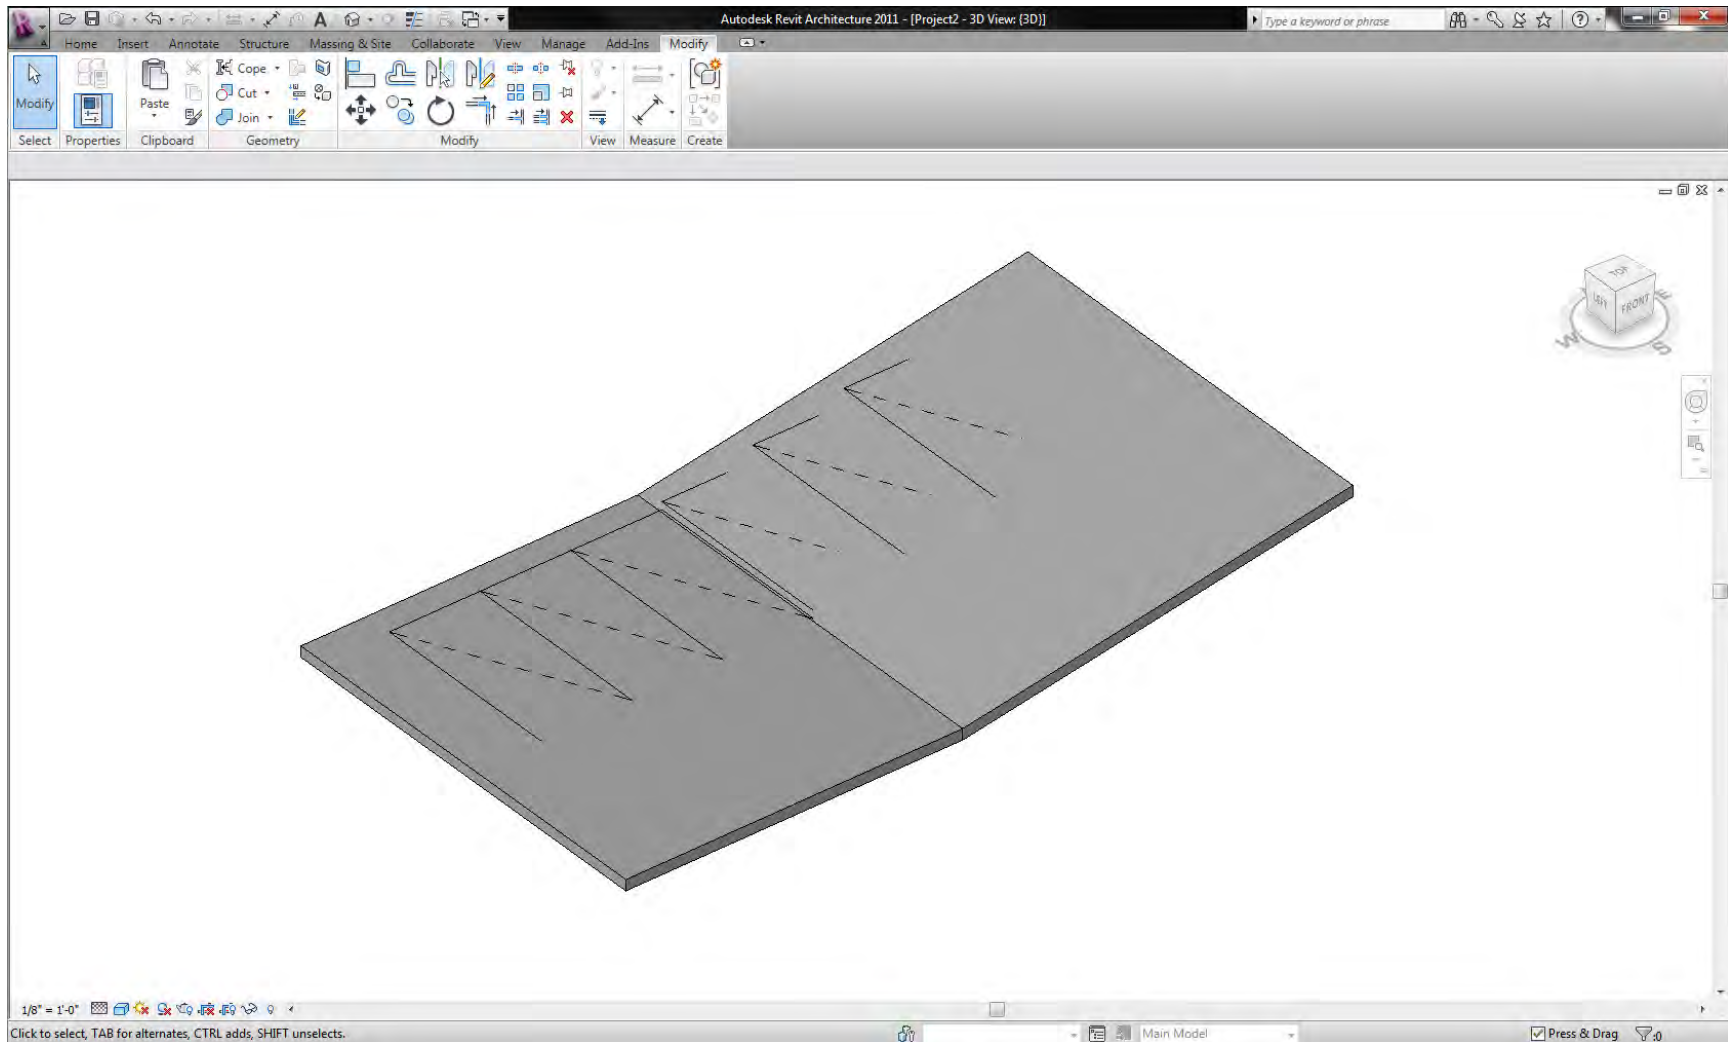 Autodesk Revit Architecture 2011 - [Project2 - 3D View: {3D}]
Type a keyword or phrase
Home Insert Annotate Structure Massing & Site Collaborate View Manage Add-Ins Modify
Cope
Cut
Join
Modify
Paste
Select Properties Clipboard Geometry Modify View Measure Create
TOP
LEFT FRONT
W E
S
1/8" = 1'-0"
Click to select, TAB for alternates, CTRL adds, SHIFT unselects.
Main Model
Press & Drag
:0